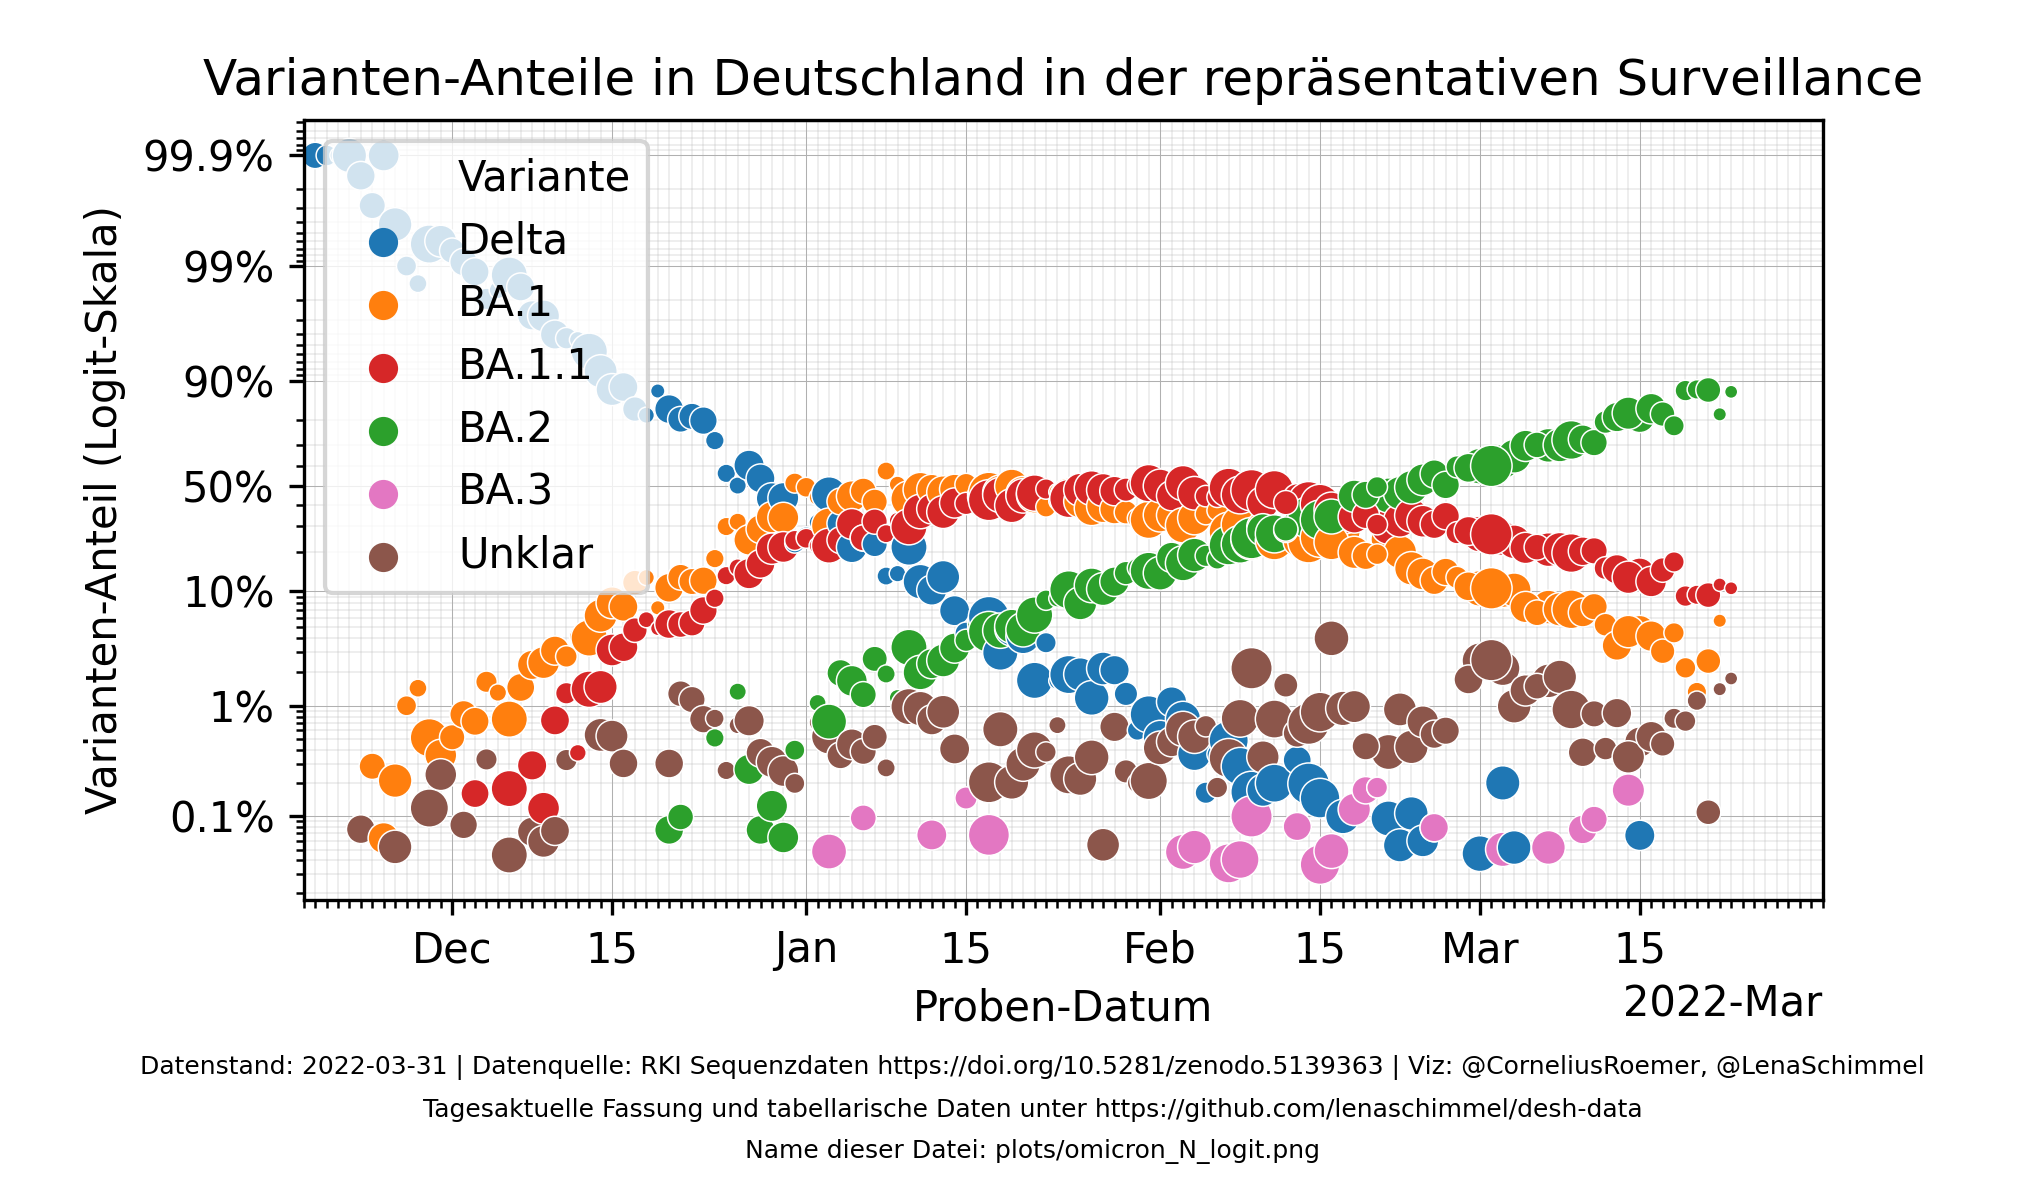 Varianten-Anteile in Deutschland in der repräsentativen Surveillance
Varianten-Anteil (Logit-Skala)
99.9%
99%
90%
50%
10%
1%
0.1%
Variante
Delta
BA.1
BA.1.1
BA.2
BA.3
Unklar
Dec 15 Jan 15 Feb 15 Mar 15
Proben-Datum
2022-Mar
Datenstand: 2022-03-31 | Datenquelle: RKI Sequenzdaten https://doi.org/10.5281/zenodo.5139363 | Viz: @CorneliusRoemer, @LenaSchimmel
Tagesaktuelle Fassung und tabellarische Daten unter https://github.com/lenaschimmel/desh-data
Name dieser Datei: plots/omicron_N_logit.png